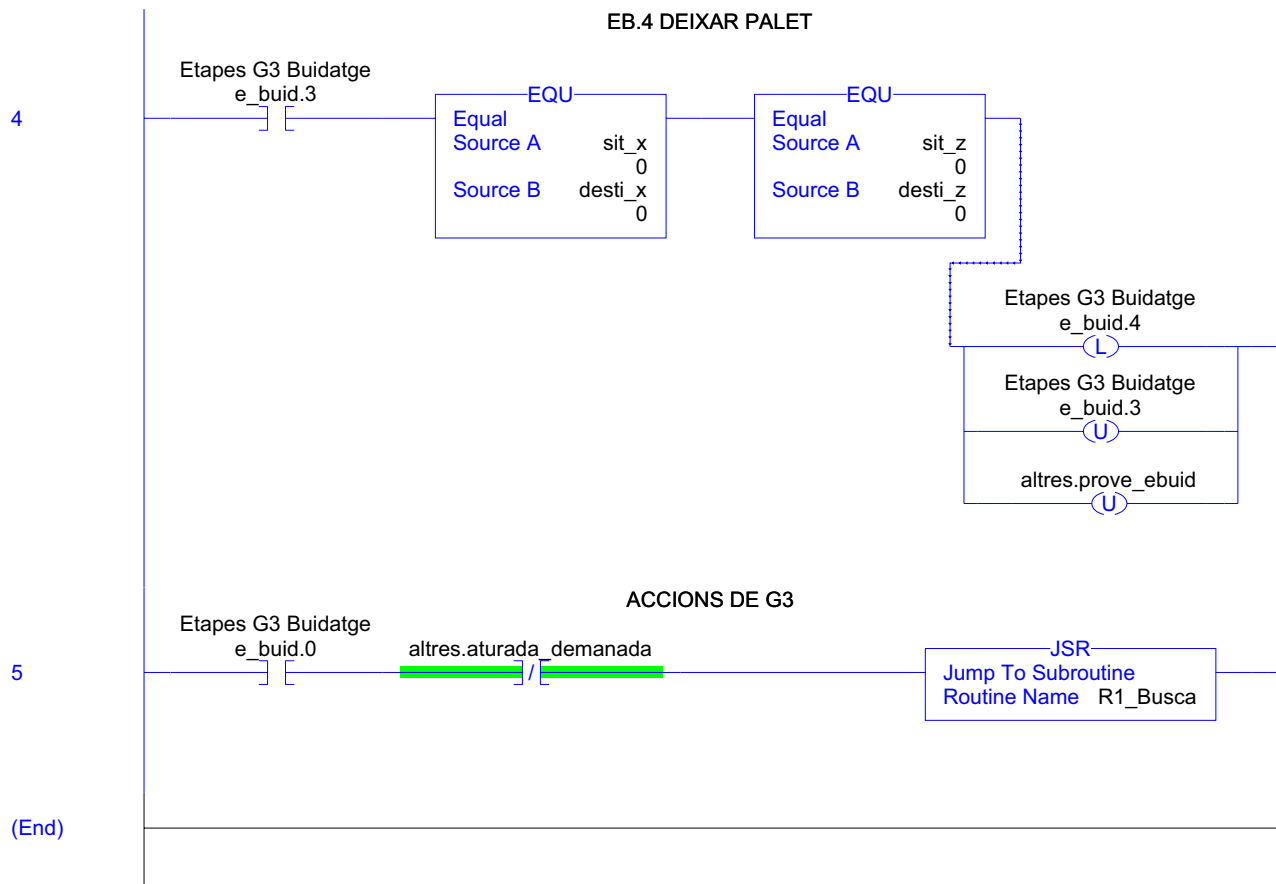 EB.4 DEIXAR PALET
Etapes G3 Buidatge
e_buid.3
4
EQU
Equal
Source A sit_x
0
Source B desti_x
0
EQU
Equal
Source A sit_z
0
Source B desti_z
0
Etapes G3 Buidatge
e_buid.4
L
Etapes G3 Buidatge
e_buid.3
U
altres.prove_ebuid
U
ACCIONS DE G3
Etapes G3 Buidatge
e_buid.0
altres.aturada_demanada
/
5
JSR
Jump To Subroutine
Routine Name R1_Busca
(End)